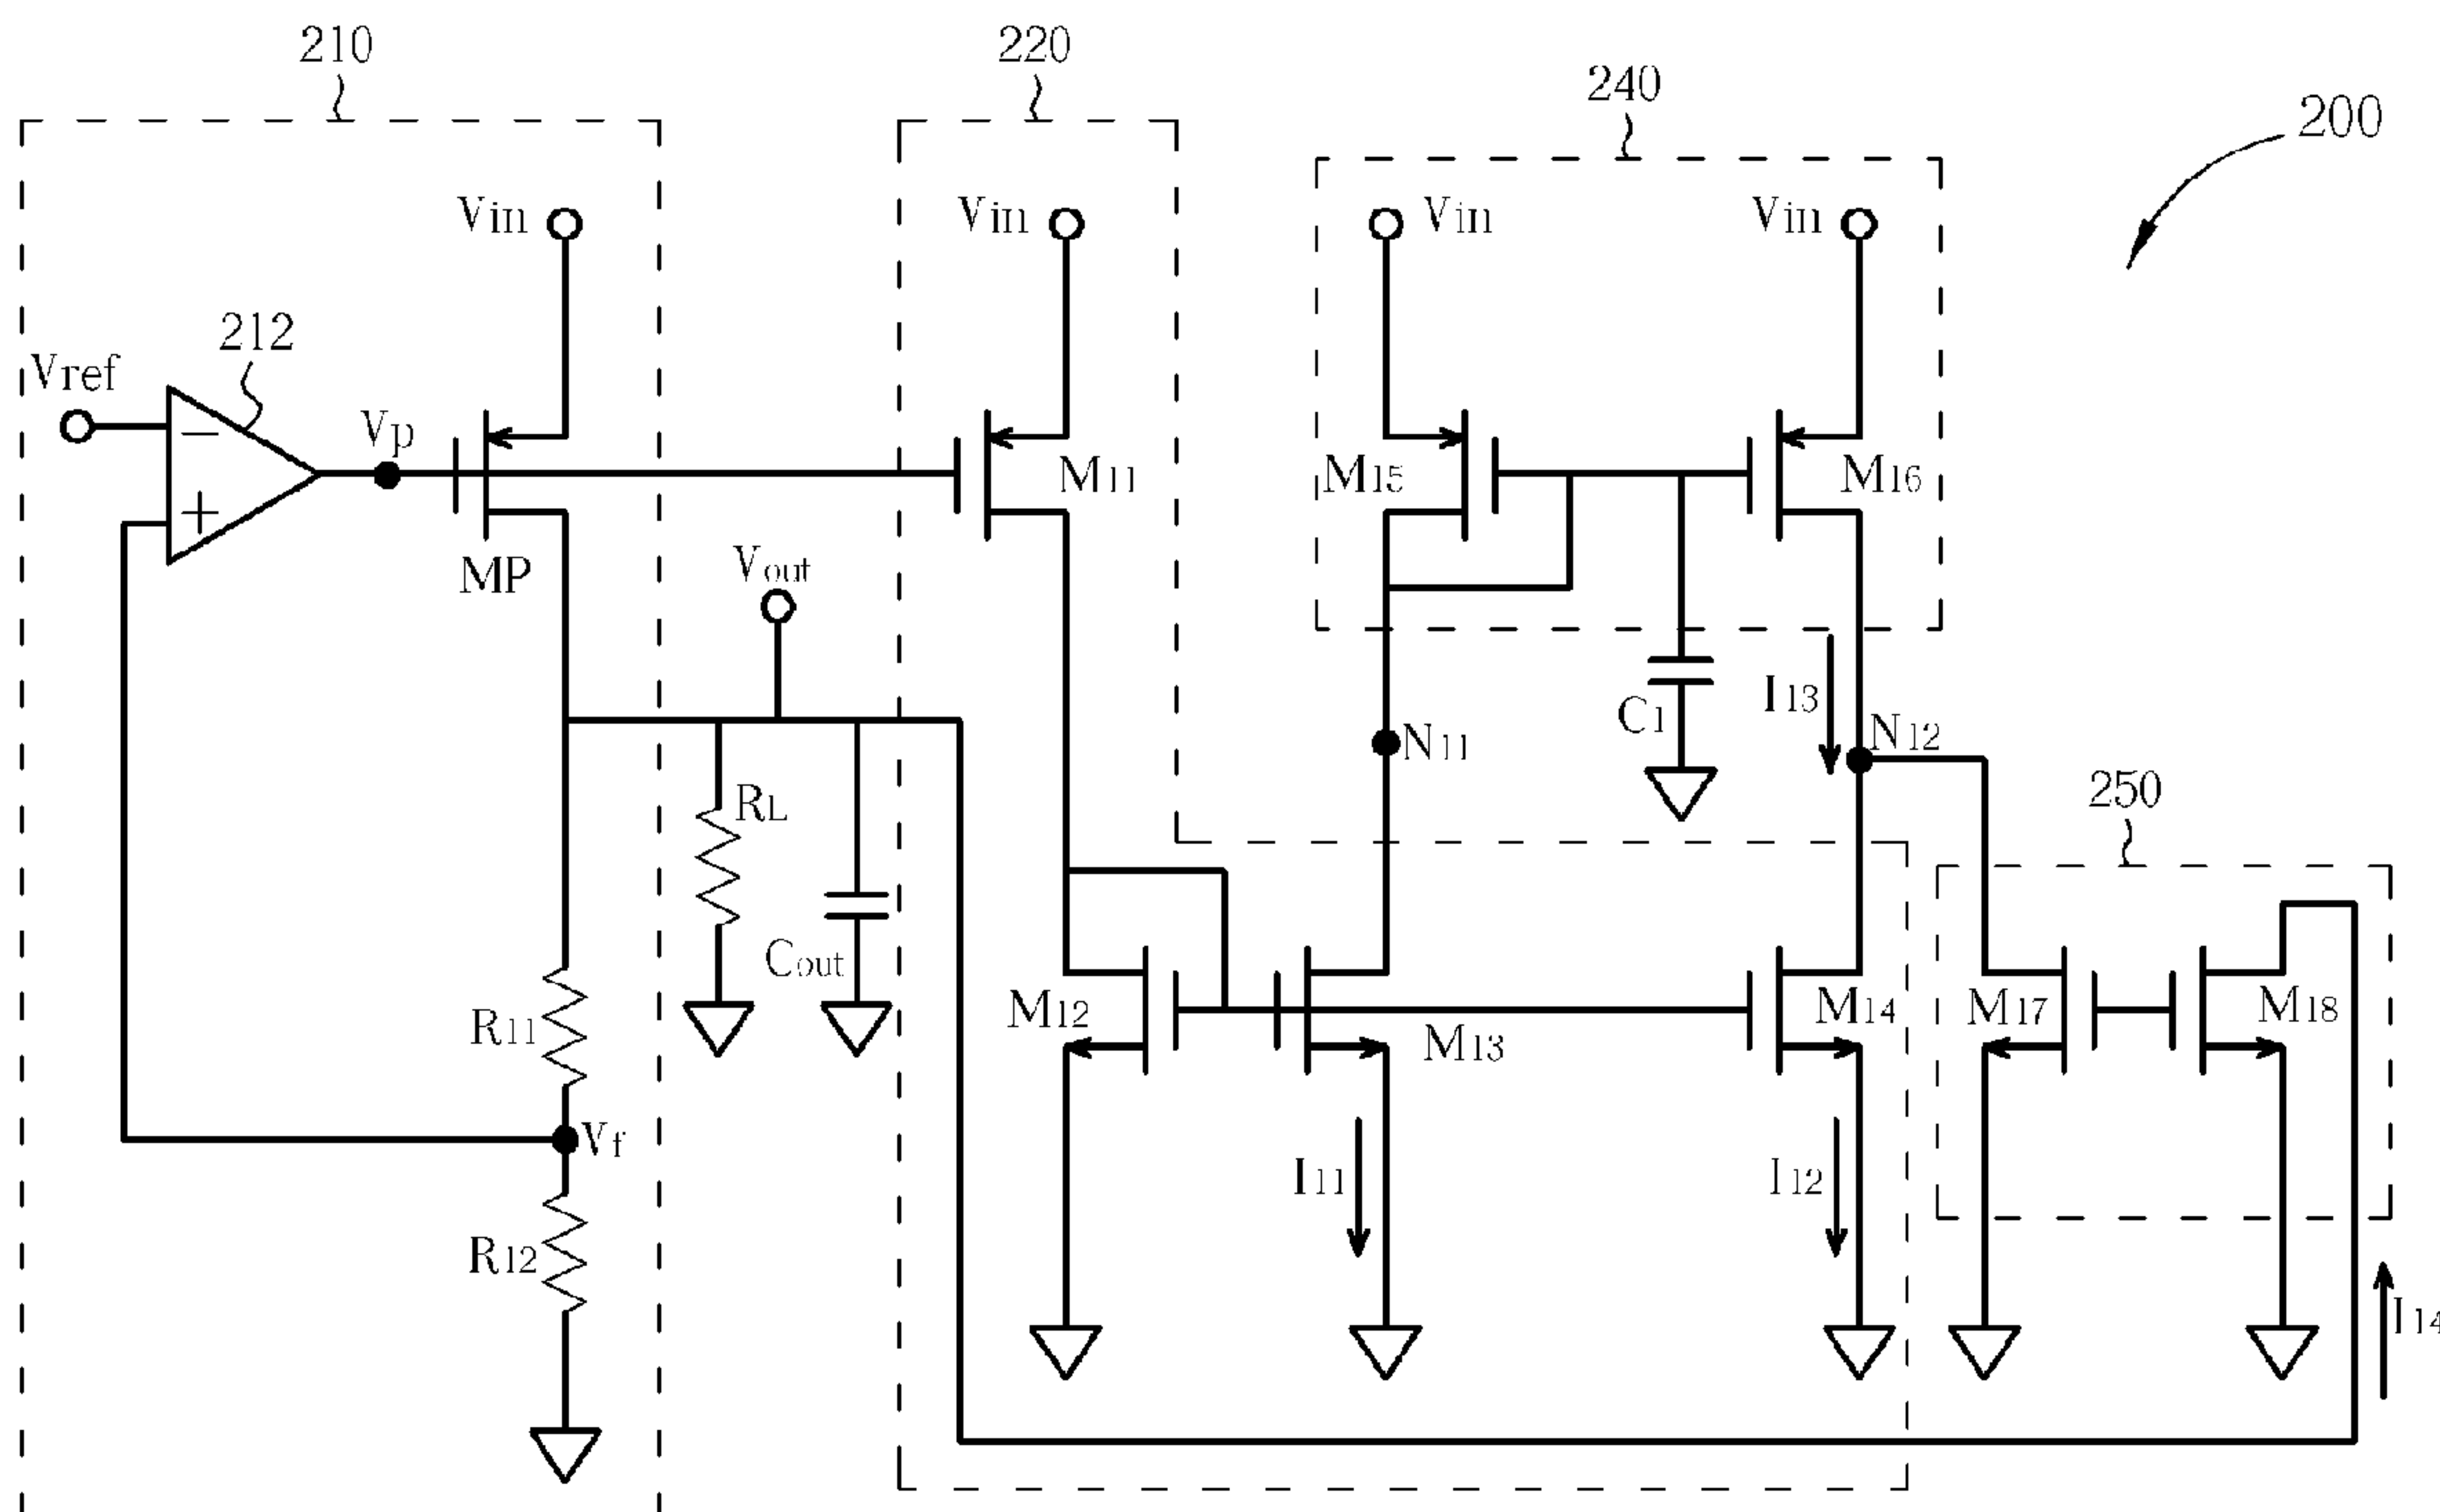 210
220
240
200
Vin
Vin
Vin
Vin
212
Vref
−
+
Vp
MP
M11
M15
M16
Vout
I13
C1
N11
N12
250
RL
Cout
R11
M12
M13
M14
M17
M18
Vf
I11
I12
R12
I14